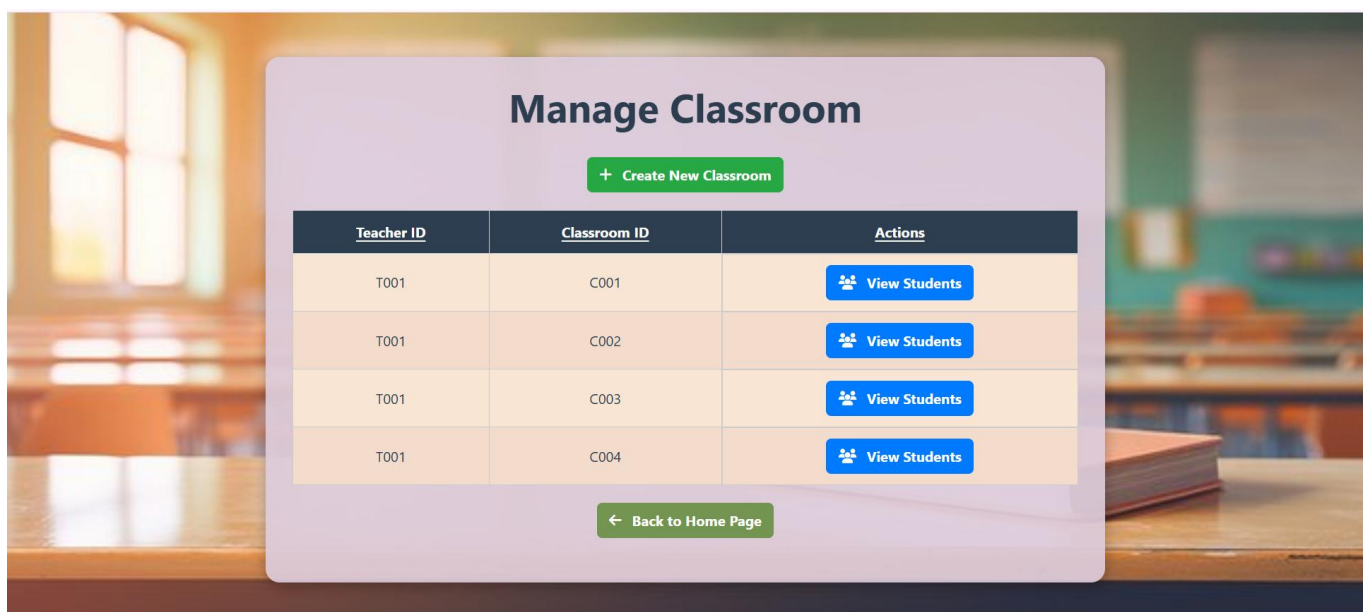 Manage Classroom
+ Create New Classroom
Teacher ID Classroom ID Actions
T001 C001 View Students
T001 C002 View Students
T001 C003 View Students
T001 C004 View Students
← Back to Home Page